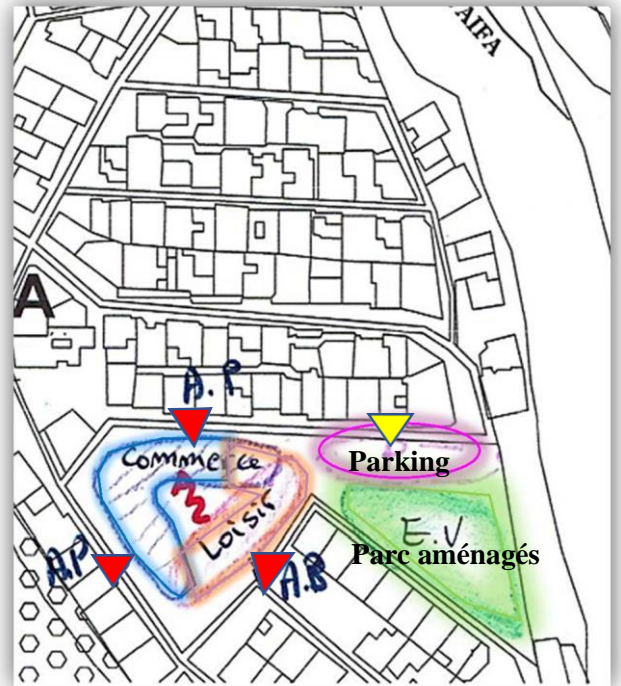 AIFA
A
A.P
Commerce
Parking
Loisir
E.V
Parc aménagés
A.P
A.B